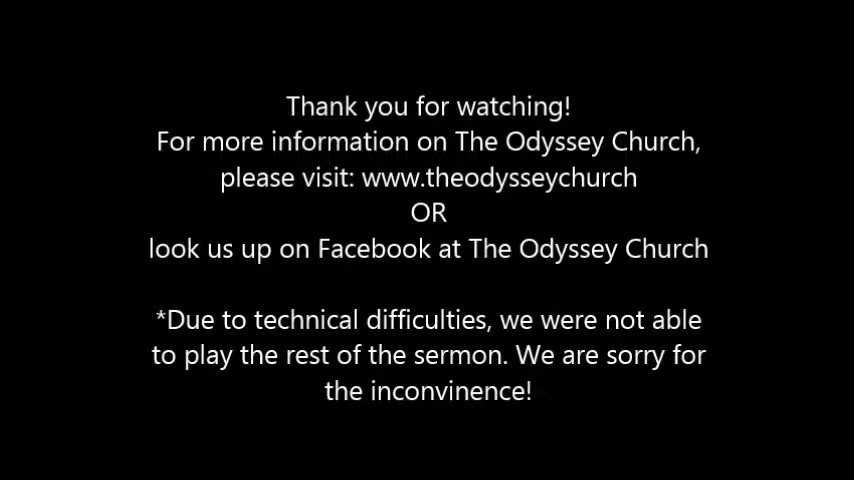 Thank you for watching!
For more information on The Odyssey Church,
please visit: www.theodysseychurch
OR
look us up on Facebook at The Odyssey Church
*Due to technical difficulties, we were not able
to play the rest of the sermon. We are sorry for
the inconvinence!